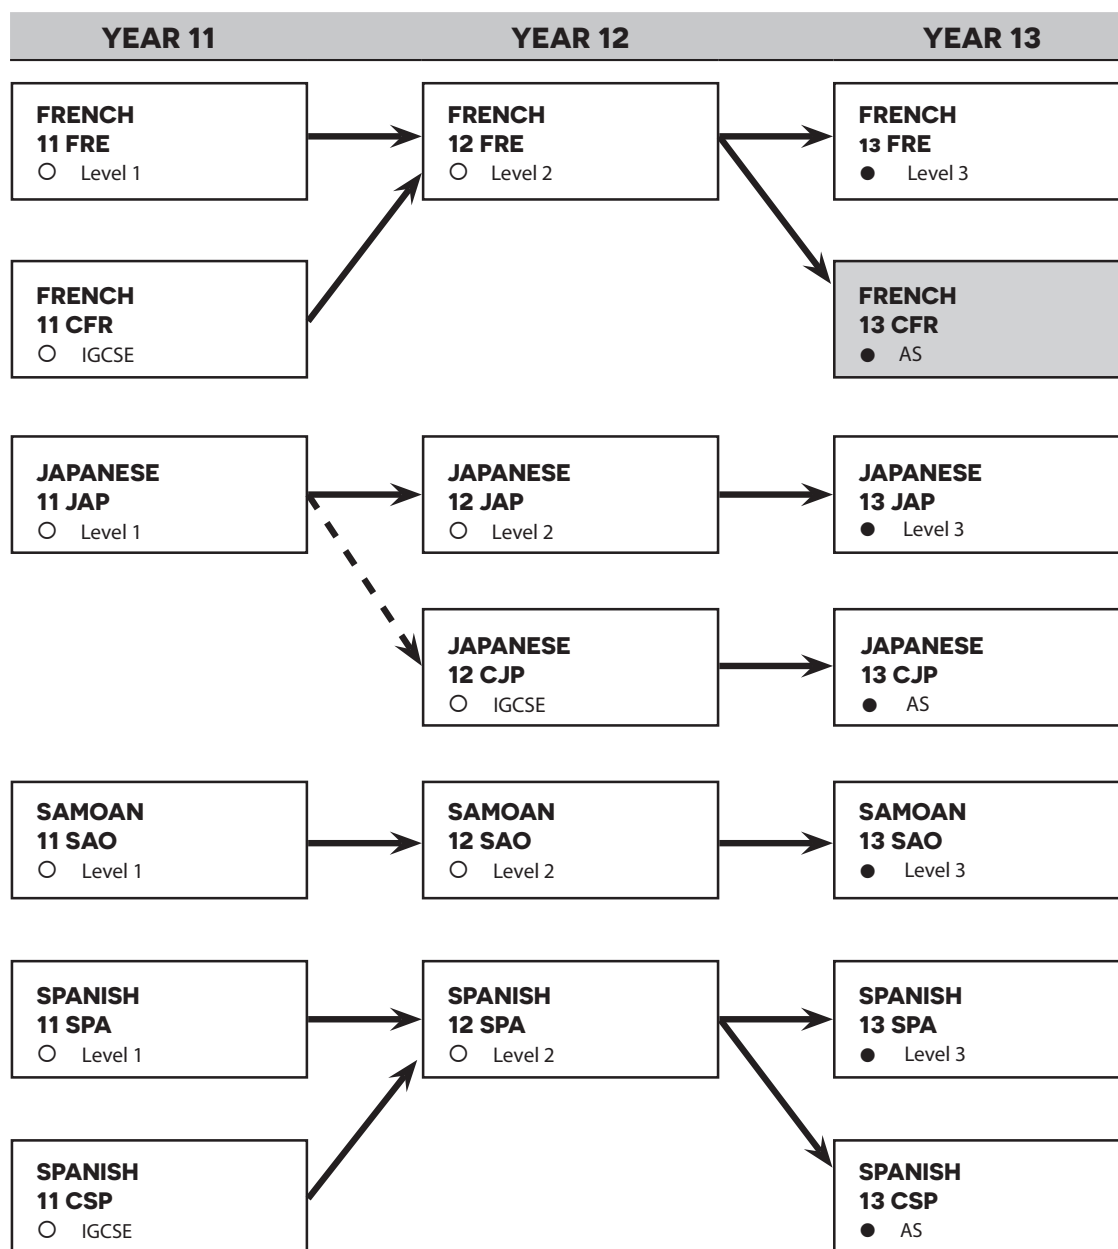 YEAR 11 YEAR 12 YEAR 13
FRENCH
11 FRE
Level 1
FRENCH
12 FRE
Level 2
FRENCH
13 FRE
Level 3
FRENCH
11 CFR
IGCSE
FRENCH
13 CFR
AS
JAPANESE
11 JAP
Level 1
JAPANESE
12 JAP
Level 2
JAPANESE
13 JAP
Level 3
JAPANESE
12 CJP
IGCSE
JAPANESE
13 CJP
AS
SAMOAN
11 SAO
Level 1
SAMOAN
12 SAO
Level 2
SAMOAN
13 SAO
Level 3
SPANISH
11 SPA
Level 1
SPANISH
12 SPA
Level 2
SPANISH
13 SPA
Level 3
SPANISH
11 CSP
IGCSE
SPANISH
13 CSP
AS